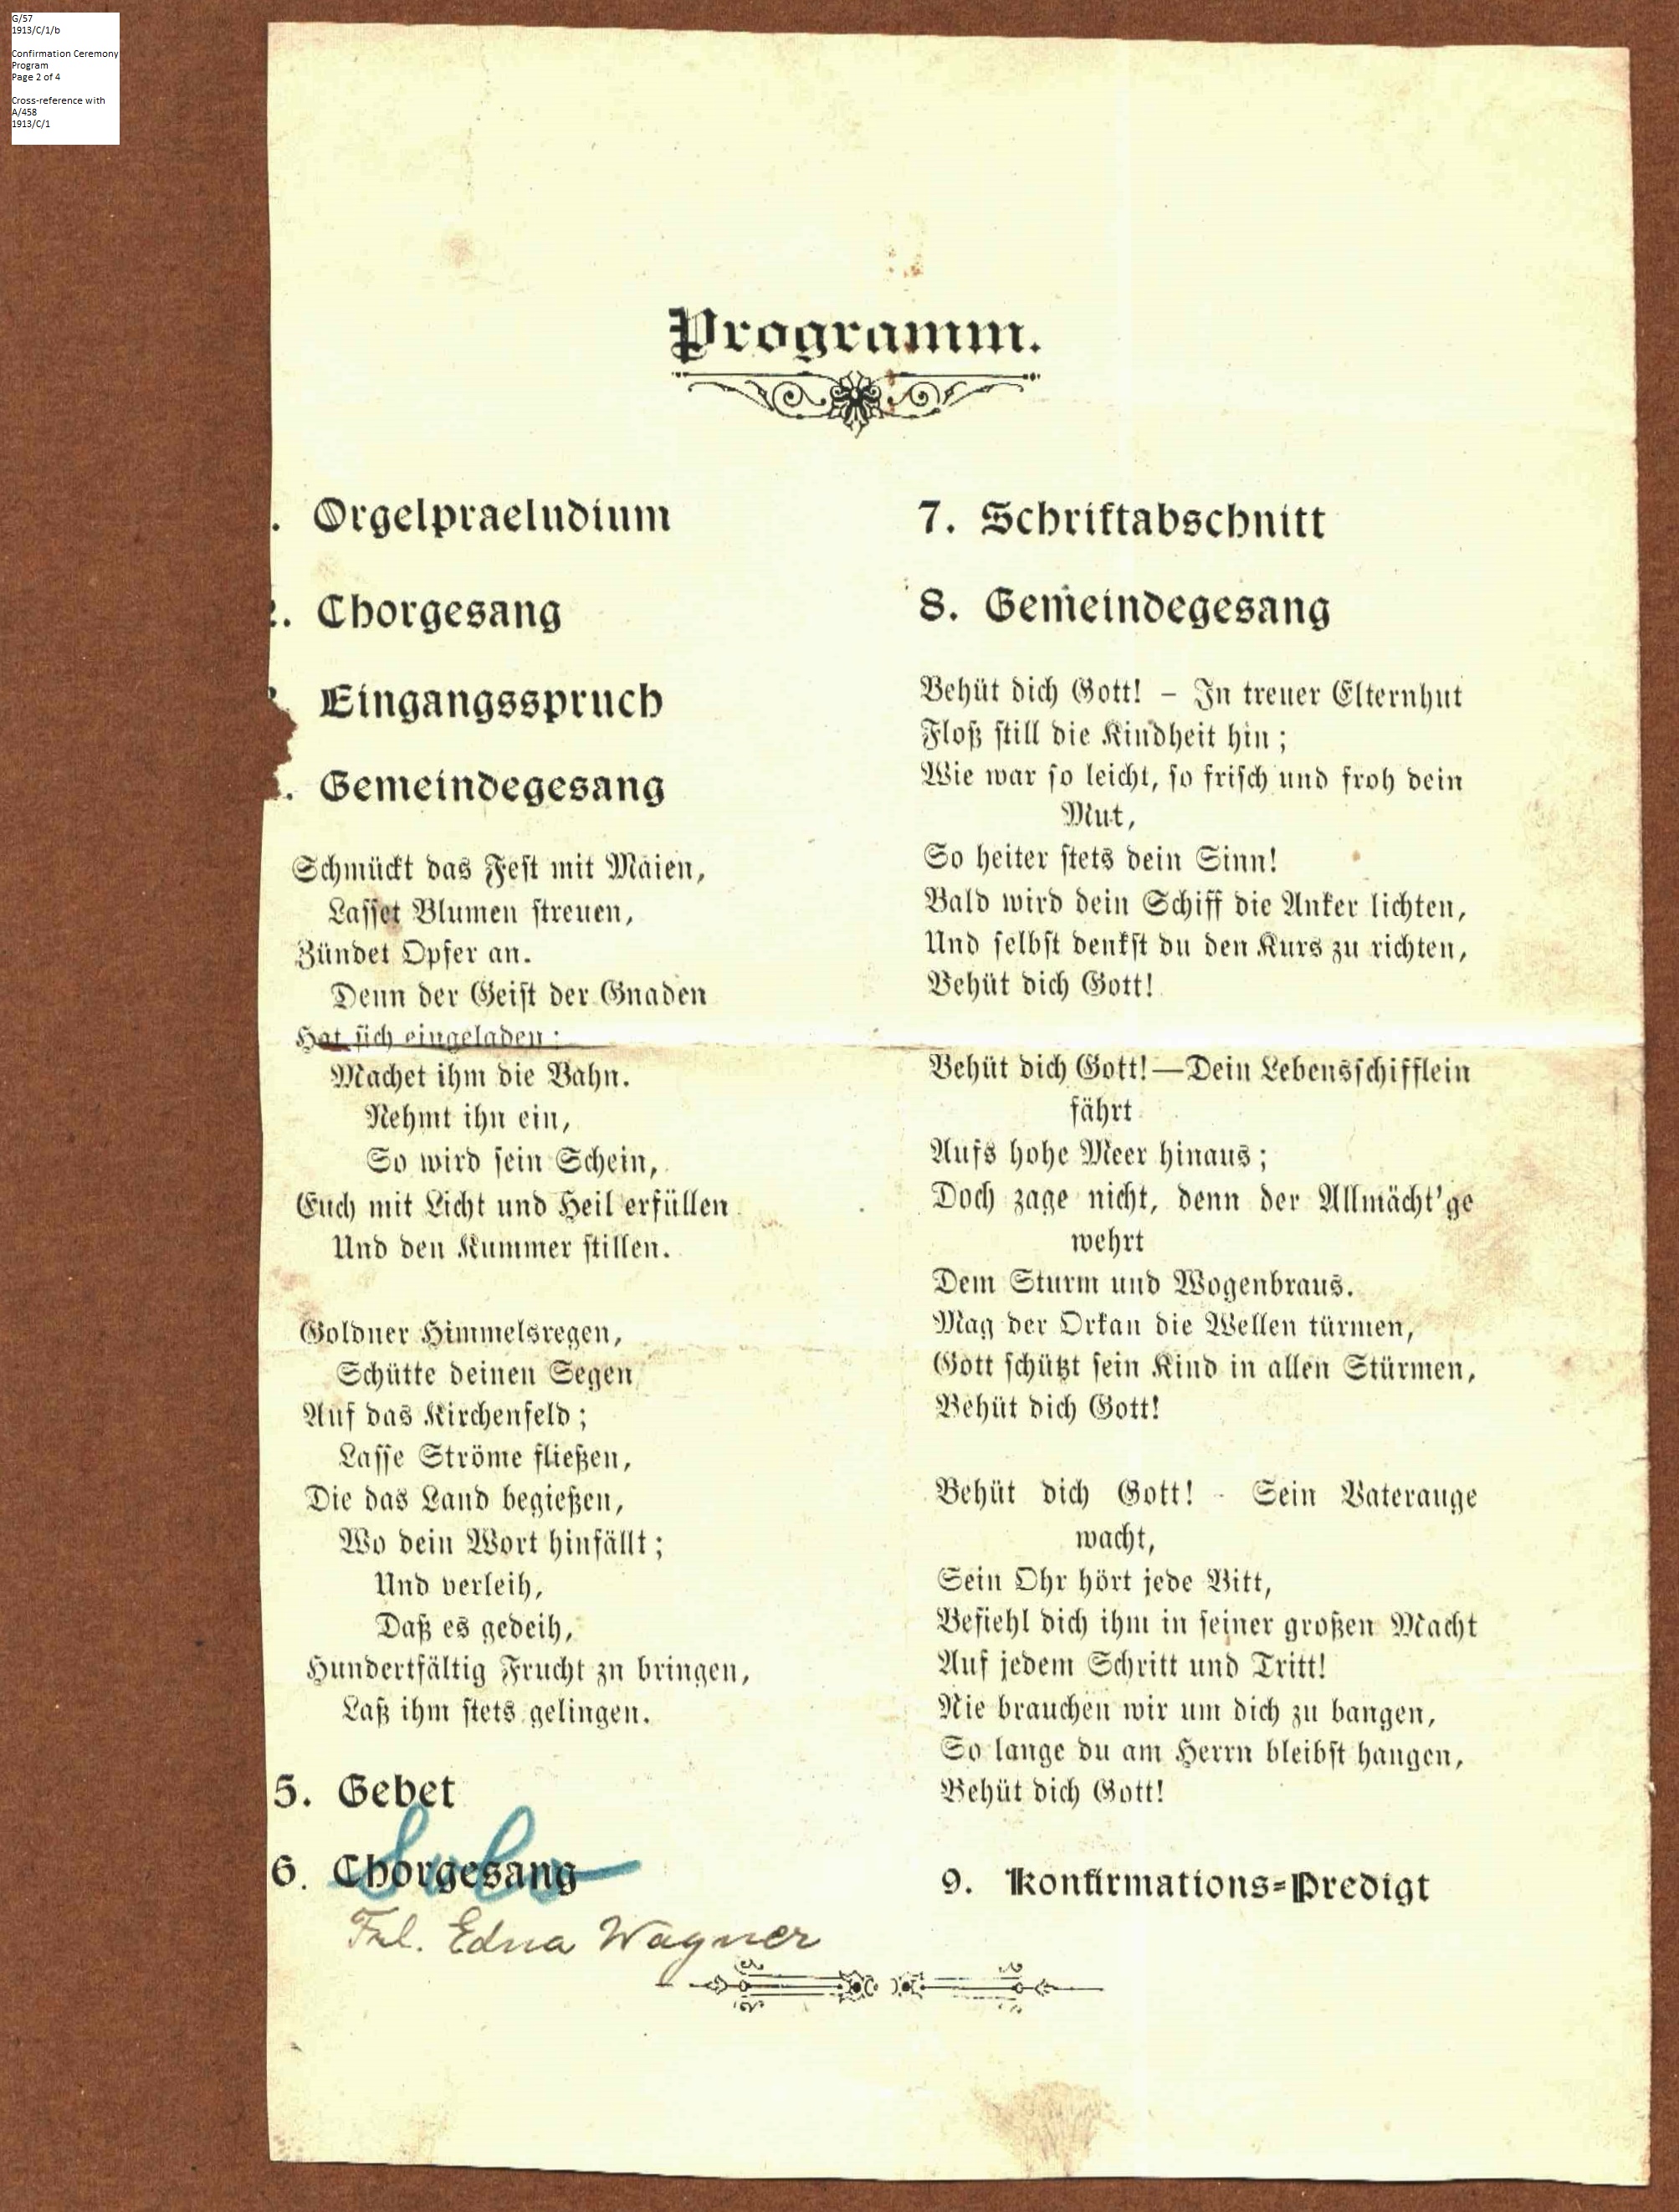 G/57
1913/C/1/b
Confirmation Ceremony
Program
Page 2 of 4
Cross-reference with
A/458
1913/C/1
Programm.
. Orgelpraeludium
. Chorgesang
Eingangsspruch
. Gemeindegesang
Schmückt das Fest mit Maien,
Lasset Blumen streuen,
Zündet Opfer an.
Denn der Geist der Gnaden
Hat sich eingeladen:
Machet ihm die Bahn.
Nehmt ihn ein,
So wird sein Schein,
Euch mit Licht und Heil erfüllen
Und den Kummer stillen.
Goldner Himmelsregen,
Schütte deinen Segen
Auf das Kirchenfeld;
Lasse Ströme fließen,
Die das Land begießen,
Wo dein Wort hinfällt;
Und verleih,
Daß es gedeih,
Hundertfältig Frucht zu bringen,
Laß ihm stets gelingen.
5. Gebet
6. Chorgesang
Solo
Frl. Edna Wagner
7. Schriftabschnitt
8. Gemeindegesang
Behüt dich Gott! – In treuer Elternhut
Floß still die Kindheit hin;
Wie war so leicht, so frisch und froh dein
Mut,
So heiter stets dein Sinn!
Bald wird dein Schiff die Anker lichten,
Und selbst denkst du den Kurs zu richten,
Behüt dich Gott!
Behüt dich Gott!—Dein Lebensschifflein
fährt
Aufs hohe Meer hinaus;
Doch zage nicht, denn der Allmächt'ge
wehrt
Dem Sturm und Wogenbraus.
Mag der Orkan die Wellen türmen,
Gott schützt sein Kind in allen Stürmen,
Behüt dich Gott!
Behüt dich Gott! - Sein Vaterauge
wacht,
Sein Ohr hört jede Bitt,
Befiehl dich ihm in seiner großen Macht
Auf jedem Schritt und Tritt!
Nie brauchen wir um dich zu bangen,
So lange du am Herrn bleibst hangen,
Behüt dich Gott!
9. Konfirmations-Predigt